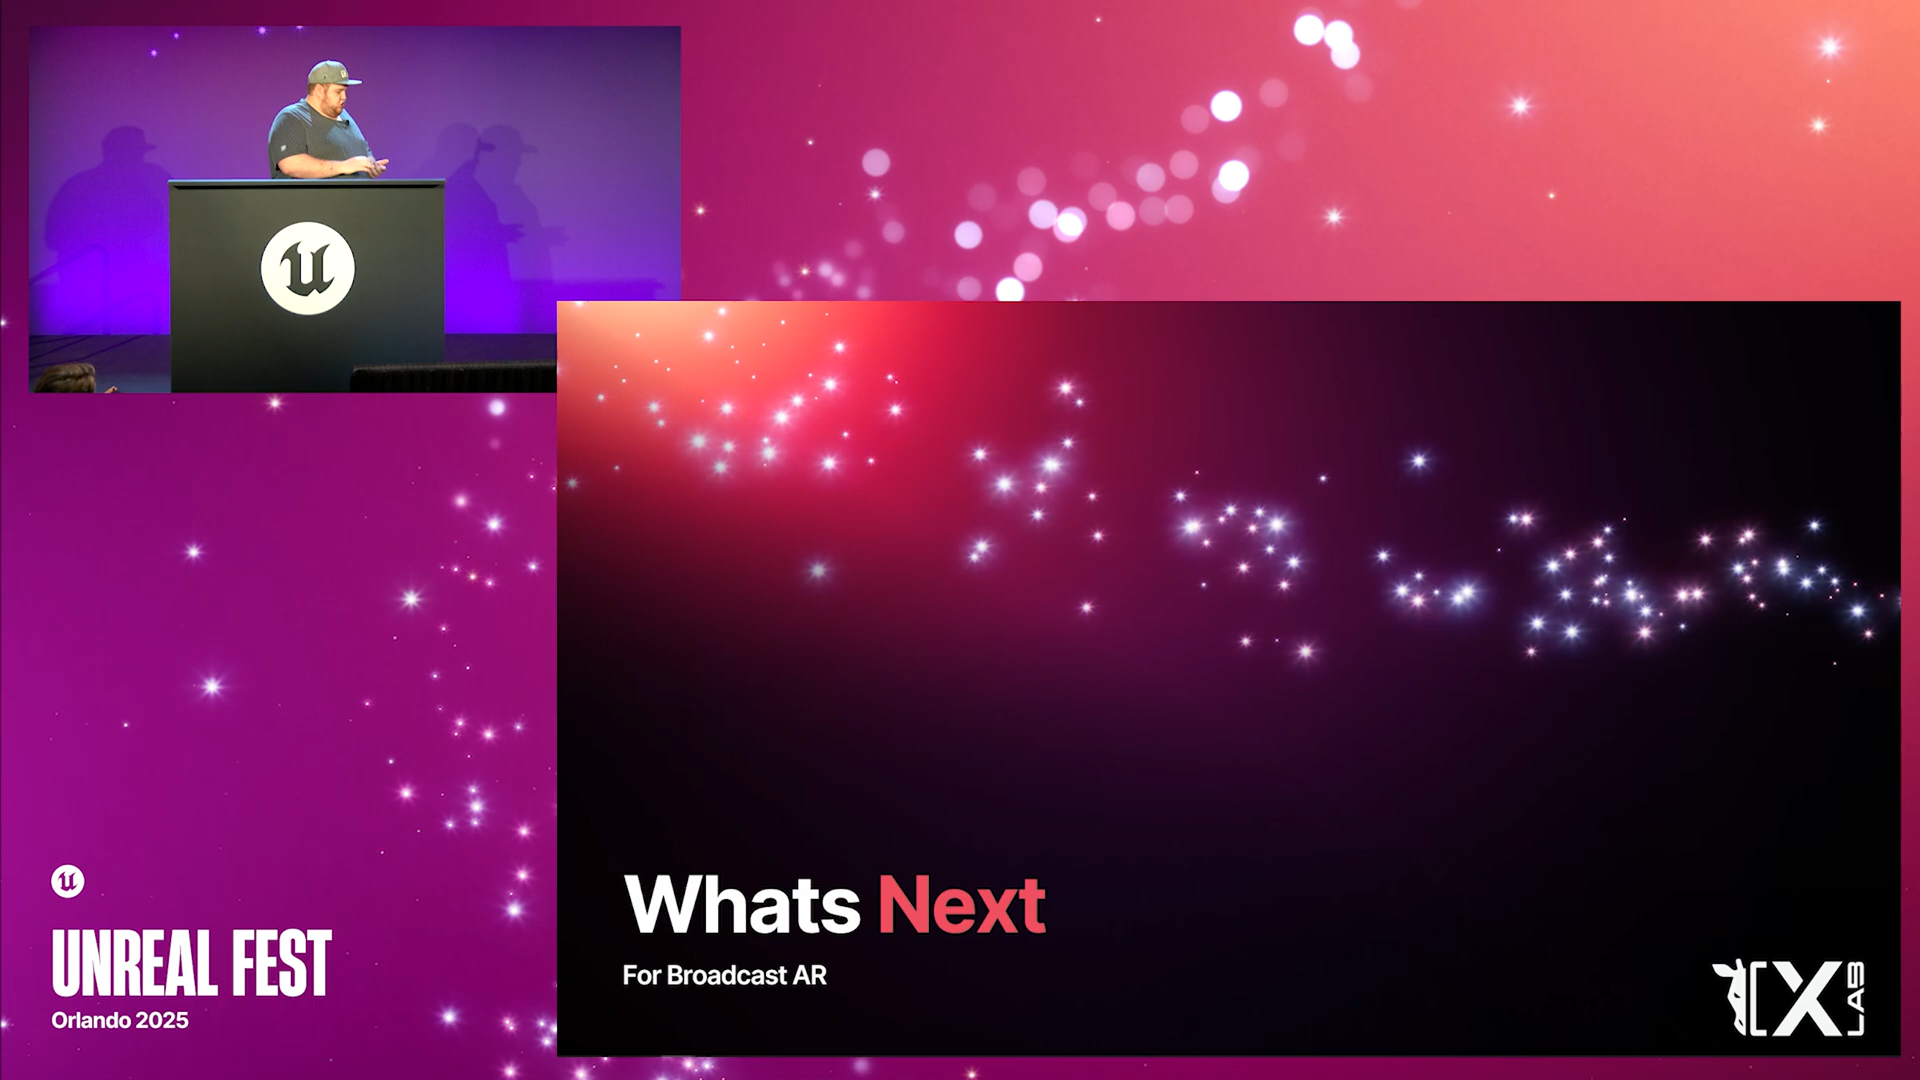 UNREAL FEST
Orlando 2025
Whats Next
For Broadcast AR
X LAB